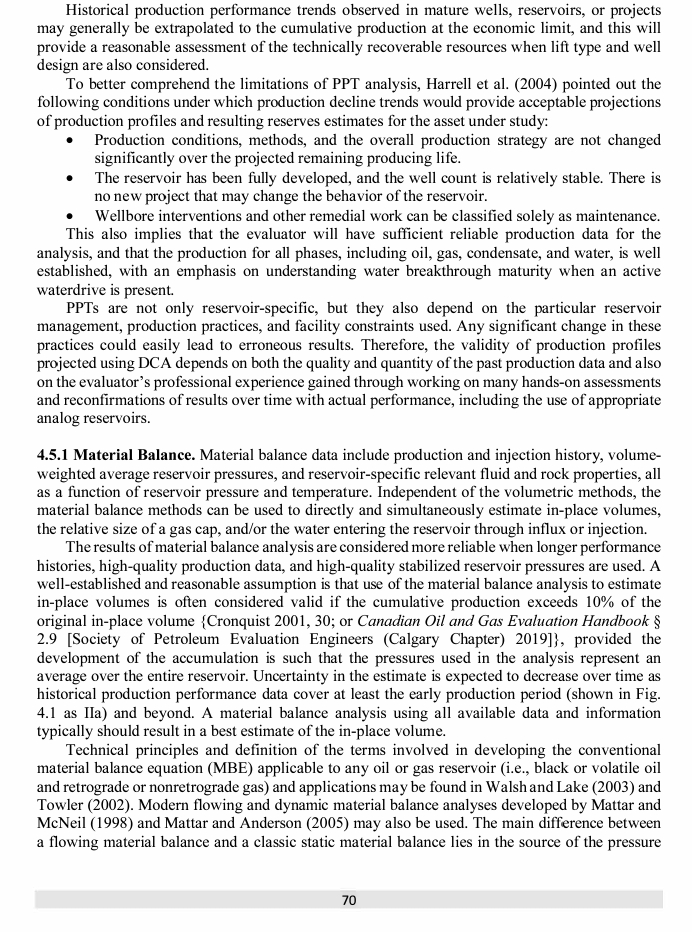 Historical production performance trends observed in mature wells, reservoirs, or projects
may generally be extrapolated to the cumulative production at the economic limit, and this will
provide a reasonable assessment of the technically recoverable resources when lift type and well
design are also considered.
To better comprehend the limitations of PPT analysis, Harrell et al. (2004) pointed out the
following conditions under which production decline trends would provide acceptable projections
of production profiles and resulting reserves estimates for the asset under study:
• Production conditions, methods, and the overall production strategy are not changed
significantly over the projected remaining producing life.
• The reservoir has been fully developed, and the well count is relatively stable. There is
no new project that may change the behavior of the reservoir.
• Wellbore interventions and other remedial work can be classified solely as maintenance.
This also implies that the evaluator will have sufficient reliable production data for the
analysis, and that the production for all phases, including oil, gas, condensate, and water, is well
established, with an emphasis on understanding water breakthrough maturity when an active
waterdrive is present.
PPTs are not only reservoir-specific, but they also depend on the particular reservoir
management, production practices, and facility constraints used. Any significant change in these
practices could easily lead to erroneous results. Therefore, the validity of production profiles
projected using DCA depends on both the quality and quantity of the past production data and also
on the evaluator's professional experience gained through working on many hands-on assessments
and reconfirmations of results over time with actual performance, including the use of appropriate
analog reservoirs.
4.5.1 Material Balance. Material balance data include production and injection history, volume-
weighted average reservoir pressures, and reservoir-specific relevant fluid and rock properties, all
as a function of reservoir pressure and temperature. Independent of the volumetric methods, the
material balance methods can be used to directly and simultaneously estimate in-place volumes,
the relative size of a gas cap, and/or the water entering the reservoir through influx or injection.
The results of material balance analysis are considered more reliable when longer performance
histories, high-quality production data, and high-quality stabilized reservoir pressures are used. A
well-established and reasonable assumption is that use of the material balance analysis to estimate
in-place volumes is often considered valid if the cumulative production exceeds 10% of the
original in-place volume {Cronquist 2001, 30; or Canadian Oil and Gas Evaluation Handbook §
2.9 [Society of Petroleum Evaluation Engineers (Calgary Chapter) 2019]}, provided the
development of the accumulation is such that the pressures used in the analysis represent an
average over the entire reservoir. Uncertainty in the estimate is expected to decrease over time as
historical production performance data cover at least the early production period (shown in Fig.
4.1 as IIa) and beyond. A material balance analysis using all available data and information
typically should result in a best estimate of the in-place volume.
Technical principles and definition of the terms involved in developing the conventional
material balance equation (MBE) applicable to any oil or gas reservoir (i.e., black or volatile oil
and retrograde or nonretrograde gas) and applications may be found in Walsh and Lake (2003) and
Towler (2002). Modern flowing and dynamic material balance analyses developed by Mattar and
McNeil (1998) and Mattar and Anderson (2005) may also be used. The main difference between
a flowing material balance and a classic static material balance lies in the source of the pressure
70